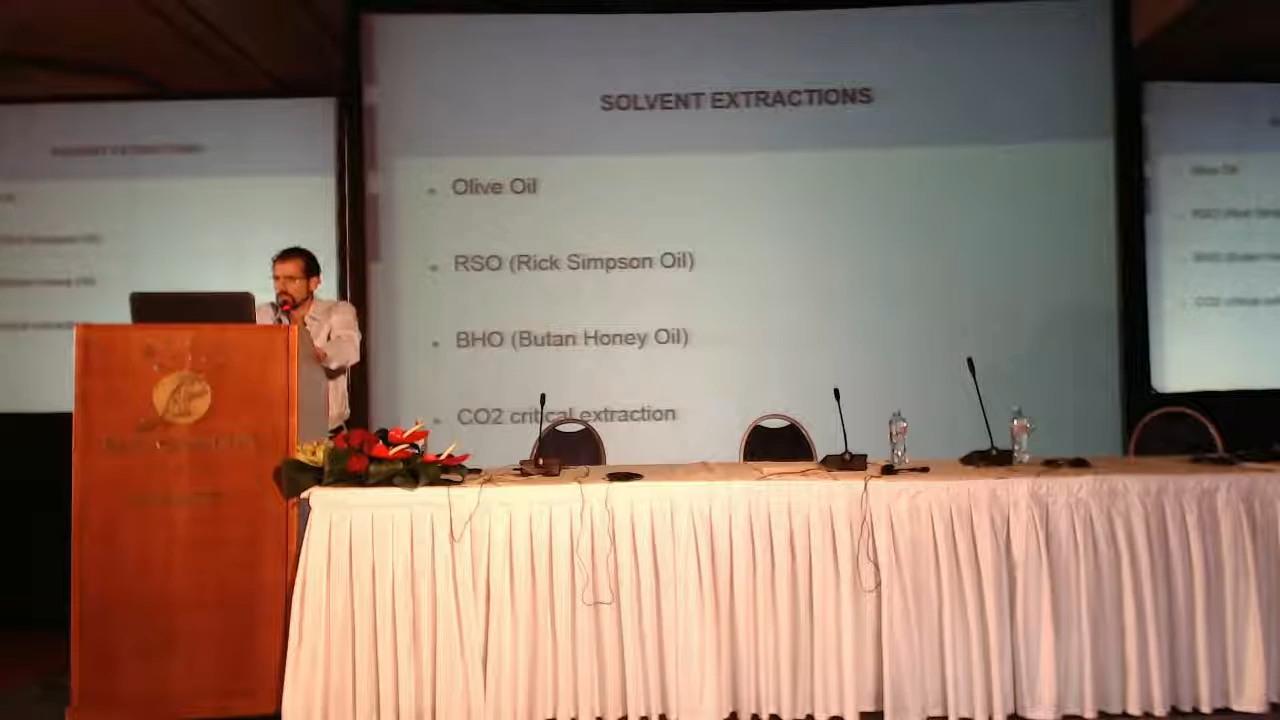 SOLVENT EXTRACTIONS
Olive Oil
RSO (Rick Simpson Oil)
BHO (Butan Honey Oil)
CO2 critical extraction